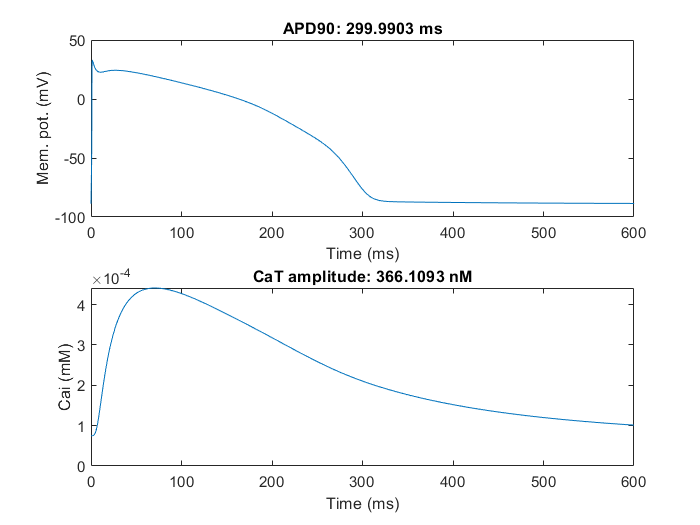 APD90: 299.9903 ms
50
0
-50
-100
Mem. pot. (mV)
0 100 200 300 400 500 600
Time (ms)
CaT amplitude: 366.1093 nM
×10-4
4
3
2
1
0
Cai (mM)
0 100 200 300 400 500 600
Time (ms)